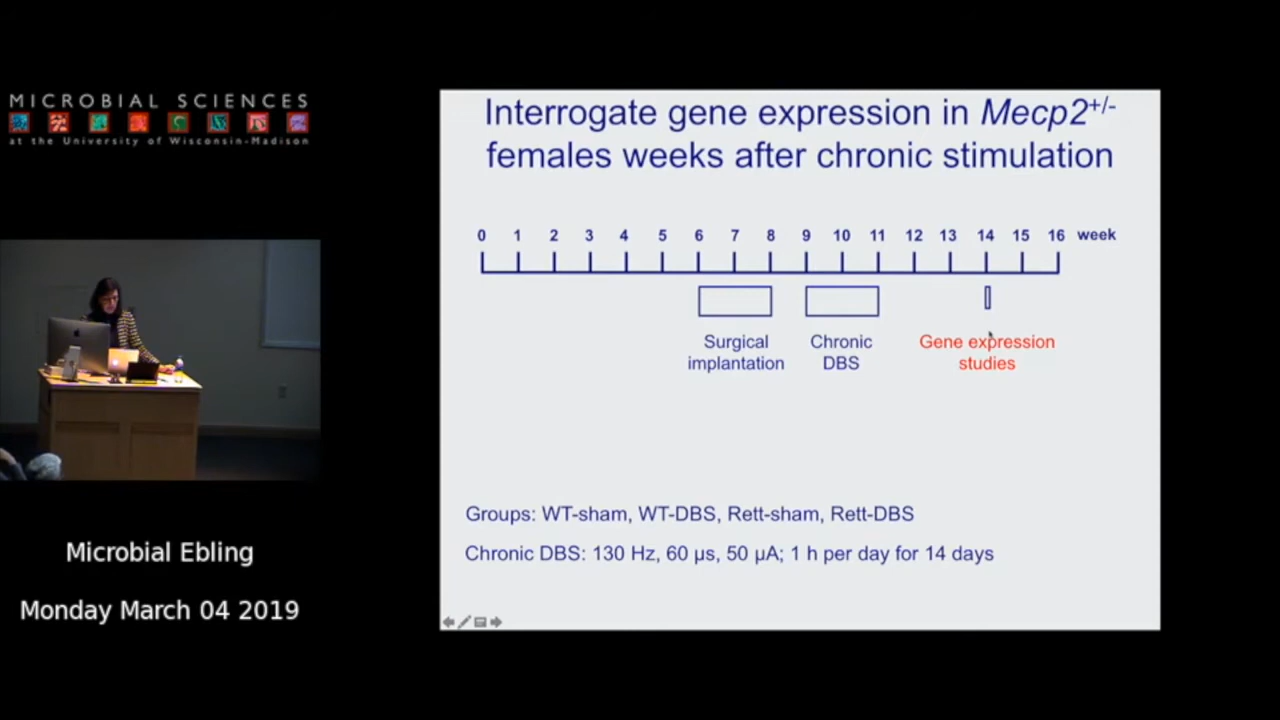 MICROBIAL SCIENCES
at the University of Wisconsin-Madison
Microbial Ebling
Monday March 04 2019
Interrogate gene expression in Mecp2+/-
females weeks after chronic stimulation
0 1 2 3 4 5 6 7 8 9 10 11 12 13 14 15 16 week
Surgical
implantation
Chronic
DBS
Gene expression
studies
Groups: WT-sham, WT-DBS, Rett-sham, Rett-DBS
Chronic DBS: 130 Hz, 60 µs, 50 µA; 1 h per day for 14 days